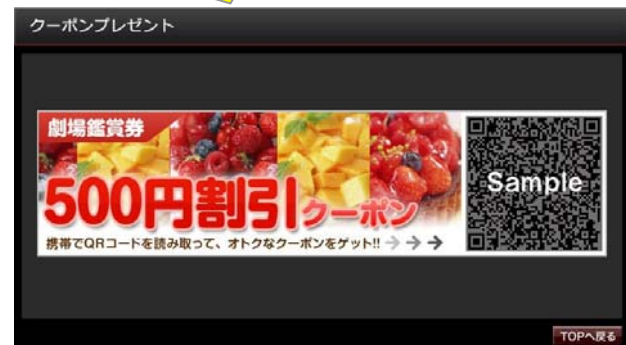 クーポンプレゼント
劇場鑑賞券
500円割引クーポン
Sample
携帯でQRコードを読み取って、オトクなクーポンをゲット!! → → →
TOPへ戻る